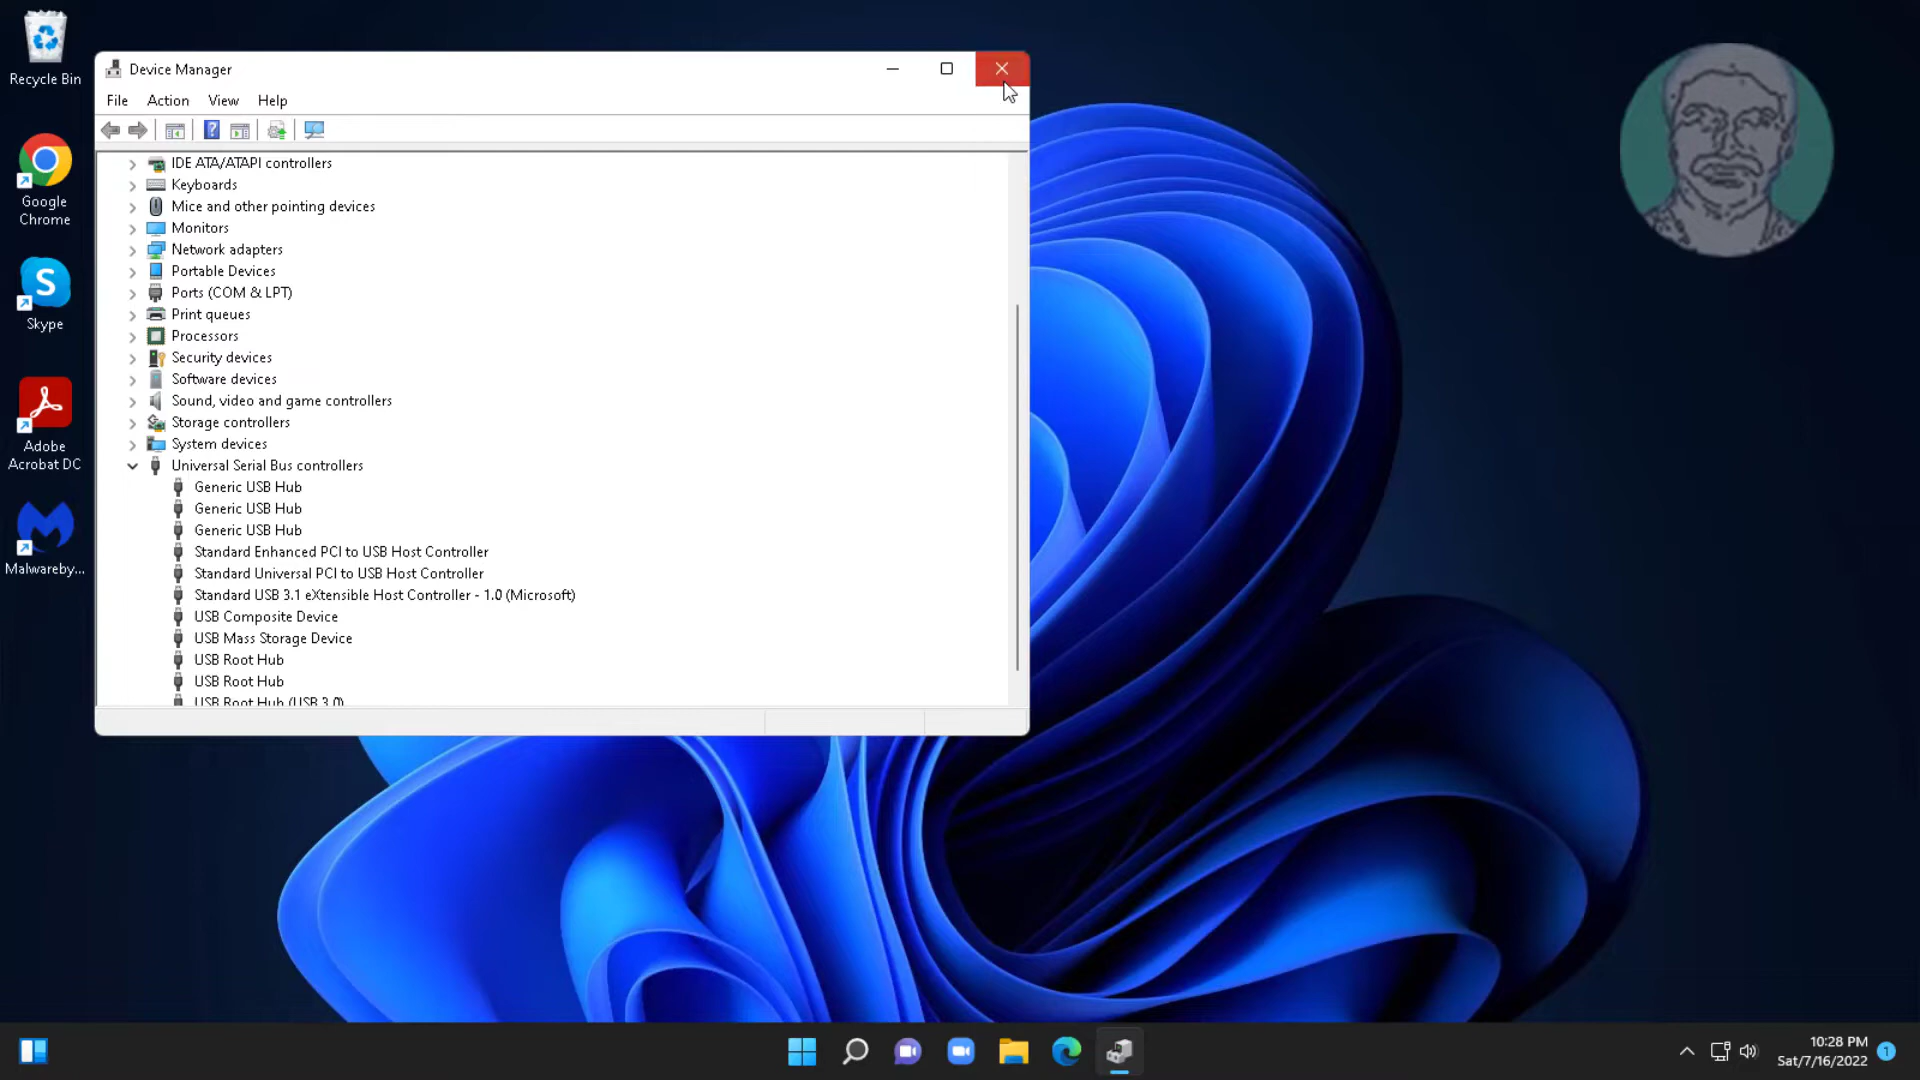 Recycle Bin
Google
Chrome
Skype
Adobe
Acrobat DC
Malwareby...
Device Manager
File Action View Help
IDE ATA/ATAPI controllers
Keyboards
Mice and other pointing devices
Monitors
Network adapters
Portable Devices
Ports (COM & LPT)
Print queues
Processors
Security devices
Software devices
Sound, video and game controllers
Storage controllers
System devices
Universal Serial Bus controllers
Generic USB Hub
Generic USB Hub
Generic USB Hub
Standard Enhanced PCI to USB Host Controller
Standard Universal PCI to USB Host Controller
Standard USB 3.1 eXtensible Host Controller - 1.0 (Microsoft)
USB Composite Device
USB Mass Storage Device
USB Root Hub
USB Root Hub
USB Root Hub (USB 3.0)
10:28 PM
Sat/7/16/2022
1